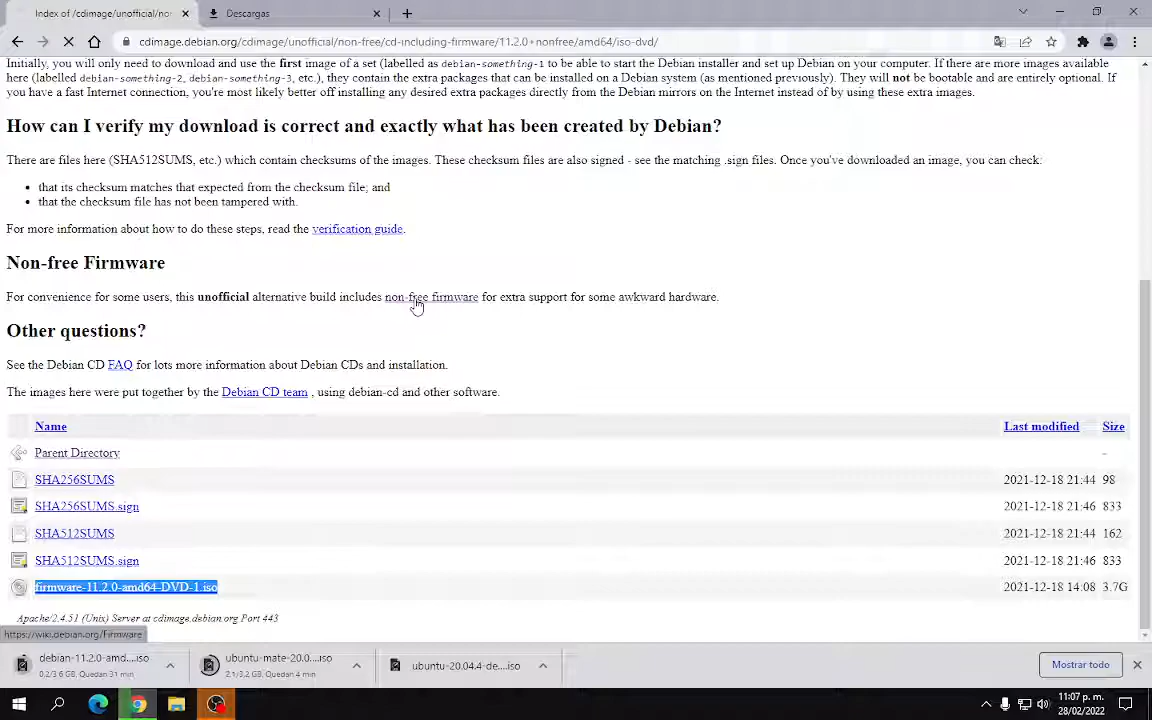 Index of /cdimage/unofficial/no
Descargas
cdimage.debian.org/cdimage/unofficial/non-free/cd-including-firmware/11.2.0+nonfree/amd64/iso-dvd/
Initially, you will only need to download and use the first image of a set (labelled as debian-something-1 to be able to start the Debian installer and set up Debian on your computer. If there are more images available
here (labelled debian-something-2, debian-something-3, etc.), they contain the extra packages that can be installed on a Debian system (as mentioned previously). They will not be bootable and are entirely optional. If
you have a fast Internet connection, you're most likely better off installing any desired extra packages directly from the Debian mirrors on the Internet instead of by using these extra images.
How can I verify my download is correct and exactly what has been created by Debian?
There are files here (SHA512SUMS, etc.) which contain checksums of the images. These checksum files are also signed - see the matching .sign files. Once you've downloaded an image, you can check:
• that its checksum matches that expected from the checksum file; and
• that the checksum file has not been tampered with.
For more information about how to do these steps, read the verification guide.
Non-free Firmware
For convenience for some users, this unofficial alternative build includes non-free firmware for extra support for some awkward hardware.
Other questions?
See the Debian CD FAQ for lots more information about Debian CDs and installation.
The images here were put together by the Debian CD team , using debian-cd and other software.
Name Last modified Size
Parent Directory -
SHA256SUMS 2021-12-18 21:44 98
SHA256SUMS.sign 2021-12-18 21:46 833
SHA512SUMS 2021-12-18 21:44 162
SHA512SUMS.sign 2021-12-18 21:46 833
firmware-11.2.0-amd64-DVD-1.iso 2021-12-18 14:08 3.7G
Apache/2.4.51 (Unix) Server at cdimage.debian.org Port 443
https://wiki.debian.org/Firmware
debian-11.2.0-amd....iso
0,2/3.6 GB, Quedan 31 min
ubuntu-mate-20.0....iso
2.1/3,2 GB, Quedan 4 min
ubuntu-20.04.4-de....iso
Mostrar todo
11:07 p. m.
28/02/2022